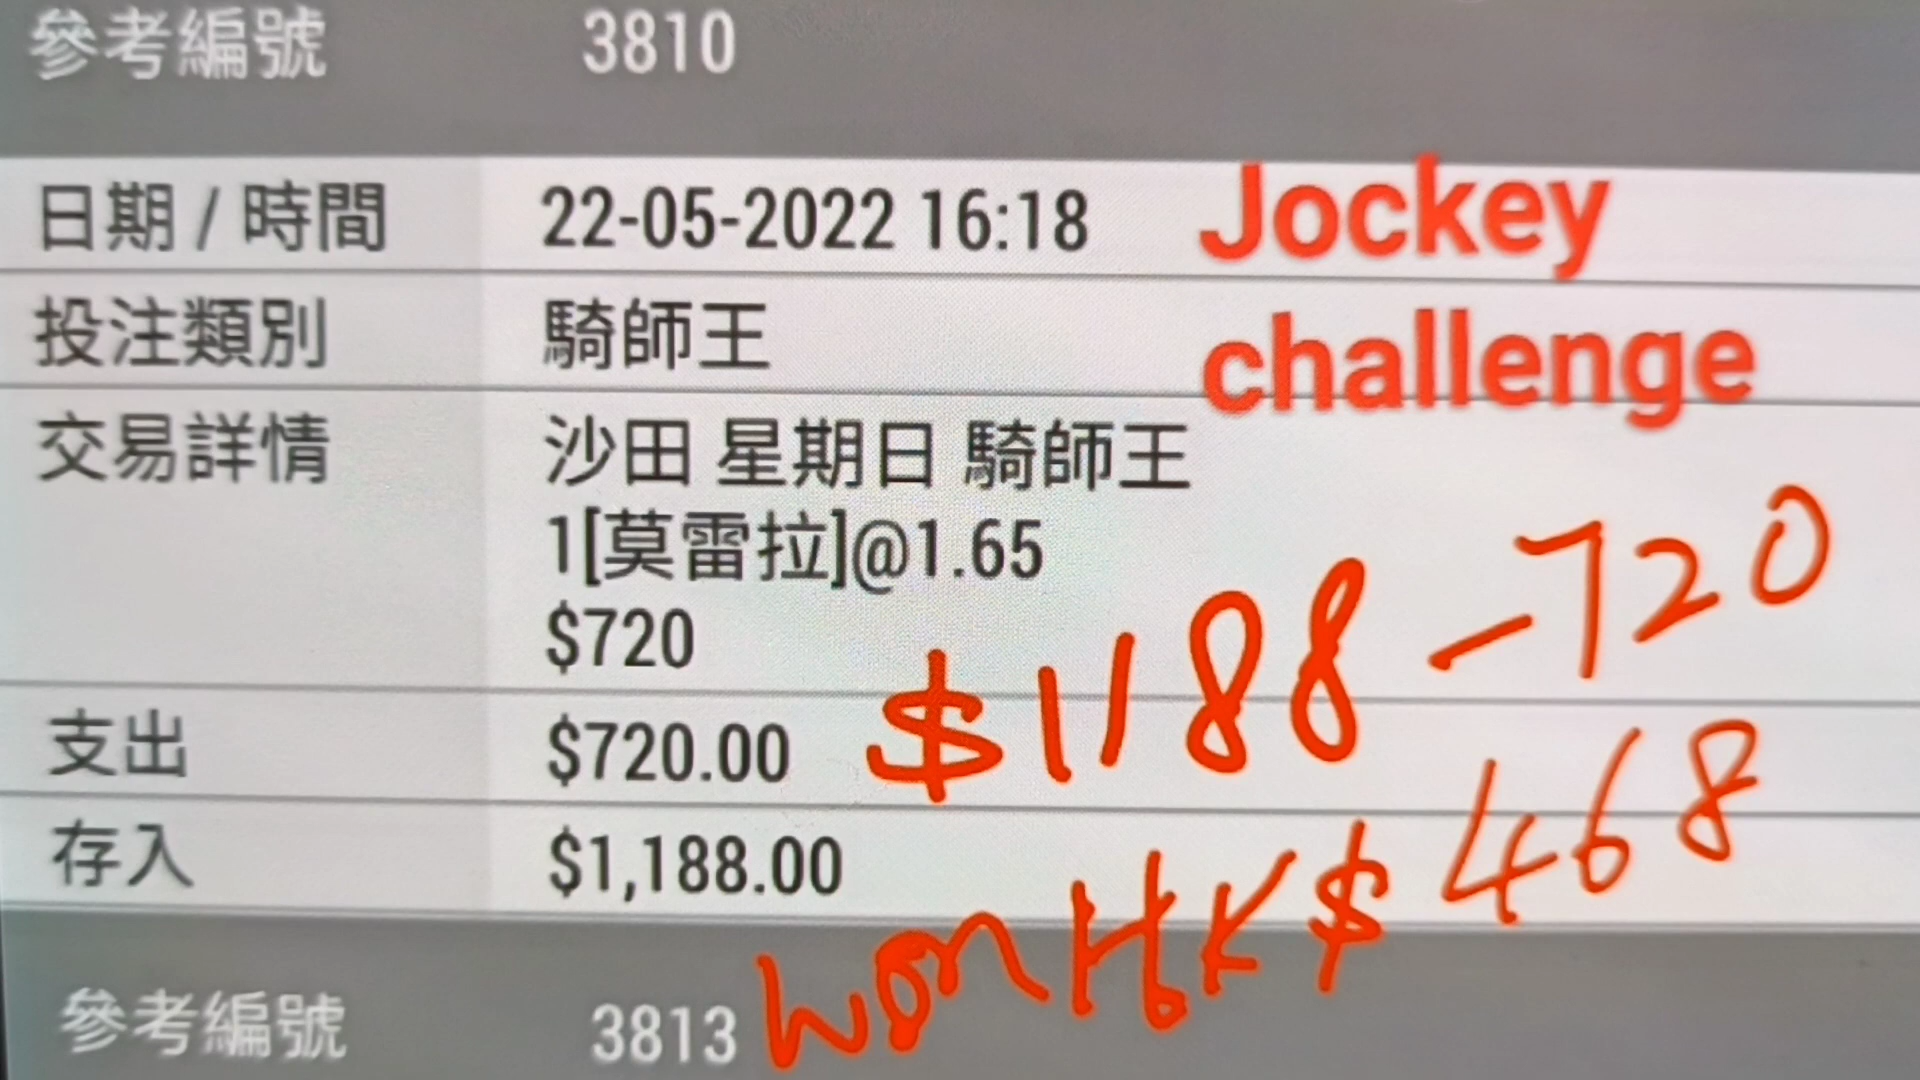 參考編號 3810
日期 / 時間 22-05-2022 16:18 Jockey
投注類別 騎師王 challenge
交易詳情 沙田 星期日 騎師王
1[莫雷拉]@1.65
$720
$1188-720
支出 $720.00
存入 $1,188.00
won HK$468
參考編號 3813